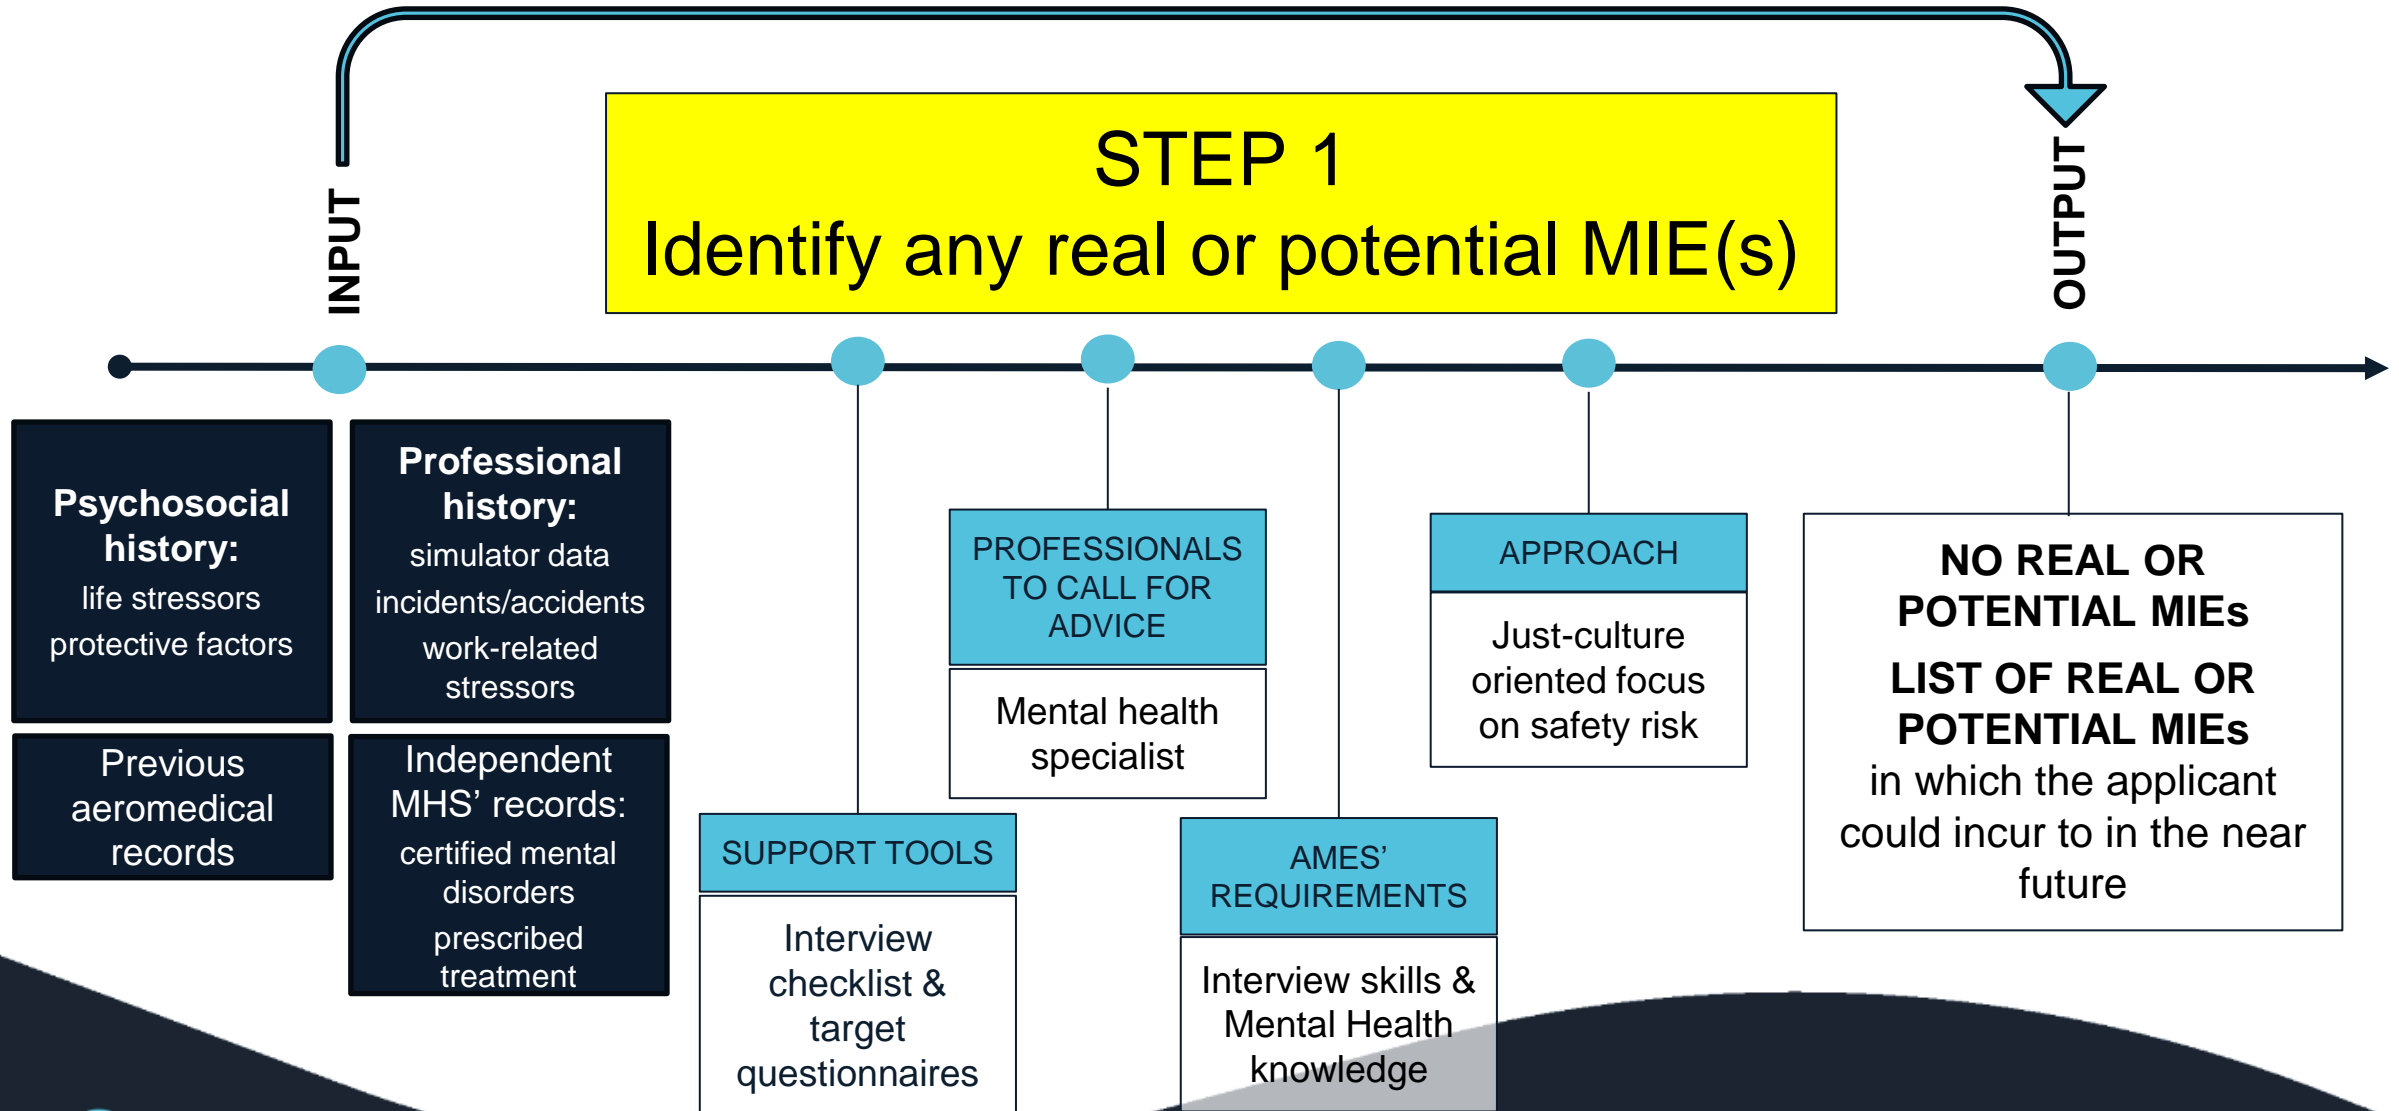 STEP 1
Identify any real or potential MIE(s)
INPUT
OUTPUT
Psychosocial
history:
life stressors
protective factors
Professional
history:
simulator data
incidents/accidents
work-related
stressors
Previous
aeromedical
records
Independent
MHS’ records:
certified mental
disorders
prescribed
treatment
SUPPORT TOOLS
Interview
checklist &
target
questionnaires
PROFESSIONALS
TO CALL FOR
ADVICE
Mental health
specialist
AMES’
REQUIREMENTS
Interview skills &
Mental Health
knowledge
APPROACH
Just-culture
oriented focus
on safety risk
NO REAL OR
POTENTIAL MIEs
LIST OF REAL OR
POTENTIAL MIEs
in which the applicant
could incur to in the near
future